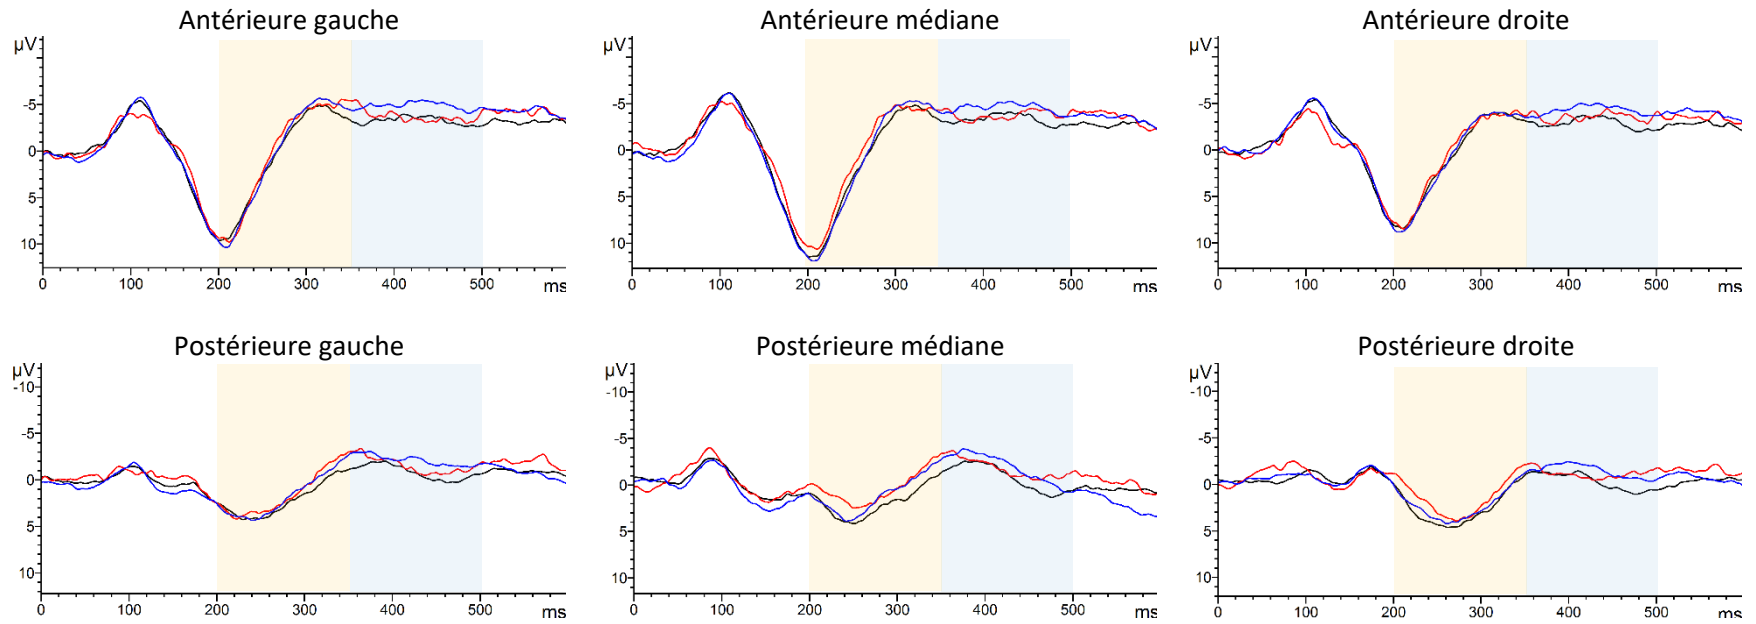 Antérieure gauche
Antérieure médiane
Antérieure droite
µV
-5
0
5
10
0 100 200 300 400 500 ms
µV
-5
0
5
10
0 100 200 300 400 500 ms
µV
-5
0
5
10
0 100 200 300 400 500 ms
Postérieure gauche
Postérieure médiane
Postérieure droite
µV
-10
-5
0
5
10
0 100 200 300 400 500 ms
µV
-10
-5
0
5
10
0 100 200 300 400 500 ms
µV
-10
-5
0
5
10
0 100 200 300 400 500 ms